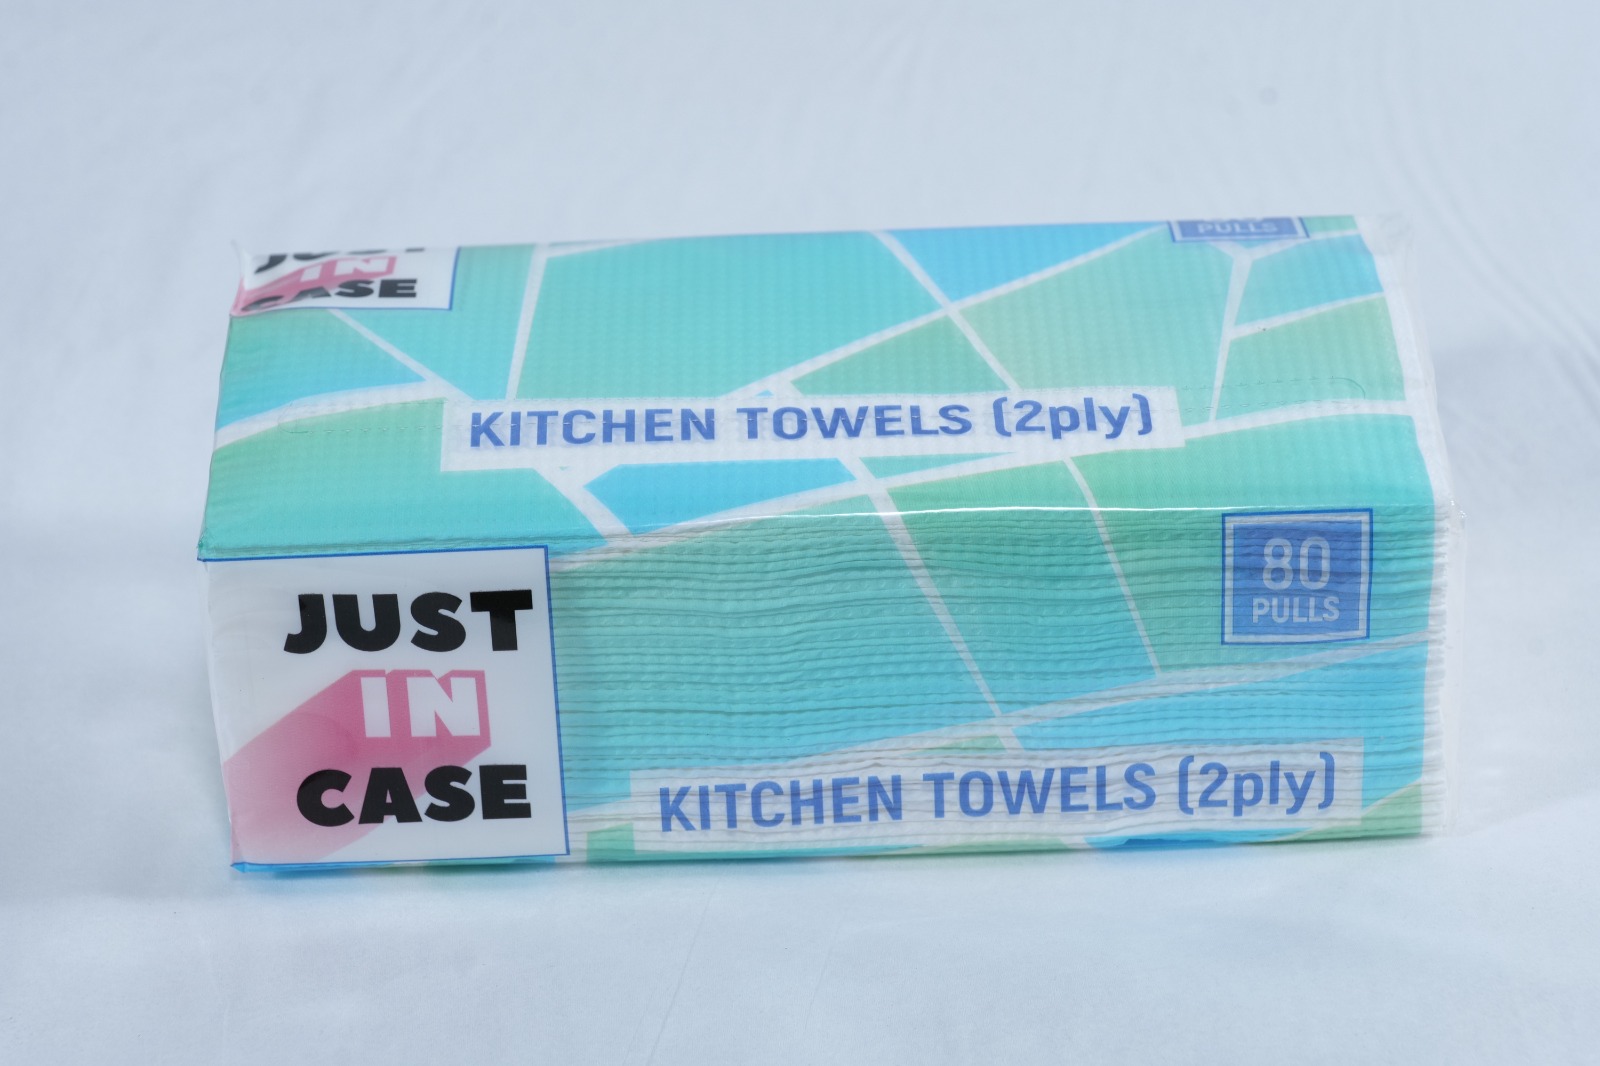 JUST
IN
CASE
PULLS
KITCHEN TOWELS (2ply)
JUST
IN
CASE
80
PULLS
KITCHEN TOWELS (2ply)